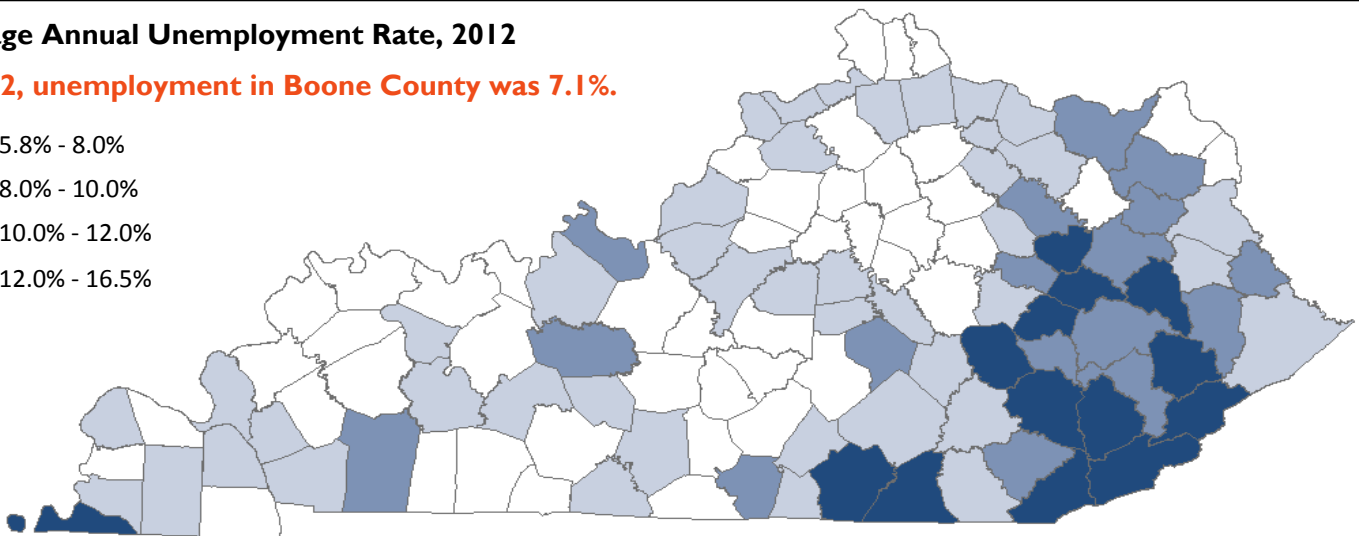 ge Annual Unemployment Rate, 2012
2, unemployment in Boone County was 7.1%.
5.8% - 8.0%
8.0% - 10.0%
10.0% - 12.0%
12.0% - 16.5%